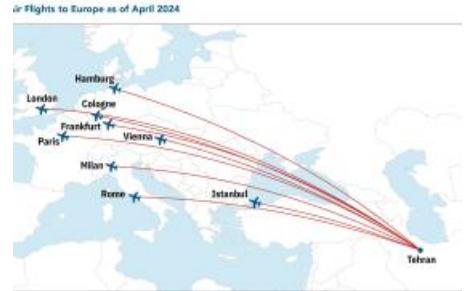 ir Flights to Europe as of April 2024
Hamburg
London
Cologne
Frankfurt
Paris
Vienna
Milan
Rome
Istanbul
Tehran